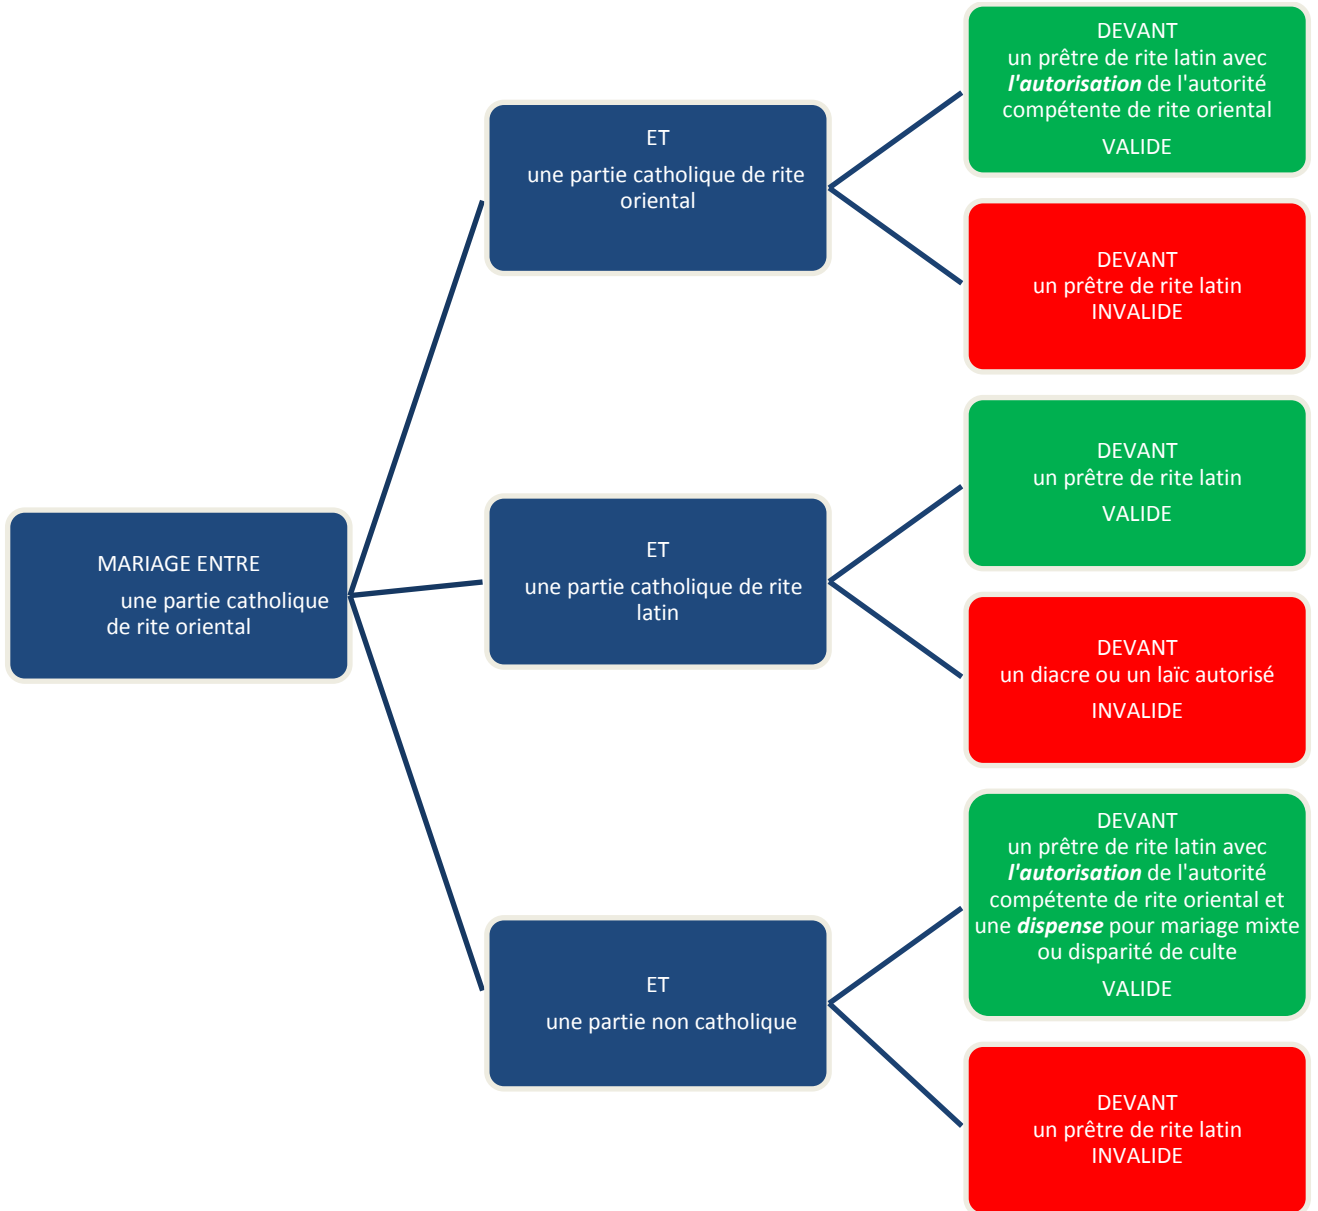 MARIAGE ENTRE
une partie catholique
de rite oriental
ET
une partie catholique de rite
oriental
DEVANT
un prêtre de rite latin avec
l'autorisation de l'autorité
compétente de rite oriental
VALIDE
DEVANT
un prêtre de rite latin
INVALIDE
ET
une partie catholique de rite
latin
DEVANT
un prêtre de rite latin
VALIDE
DEVANT
un diacre ou un laïc autorisé
INVALIDE
ET
une partie non catholique
DEVANT
un prêtre de rite latin avec
l'autorisation de l'autorité
compétente de rite oriental et
une dispense pour mariage mixte
ou disparité de culte
VALIDE
DEVANT
un prêtre de rite latin
INVALIDE